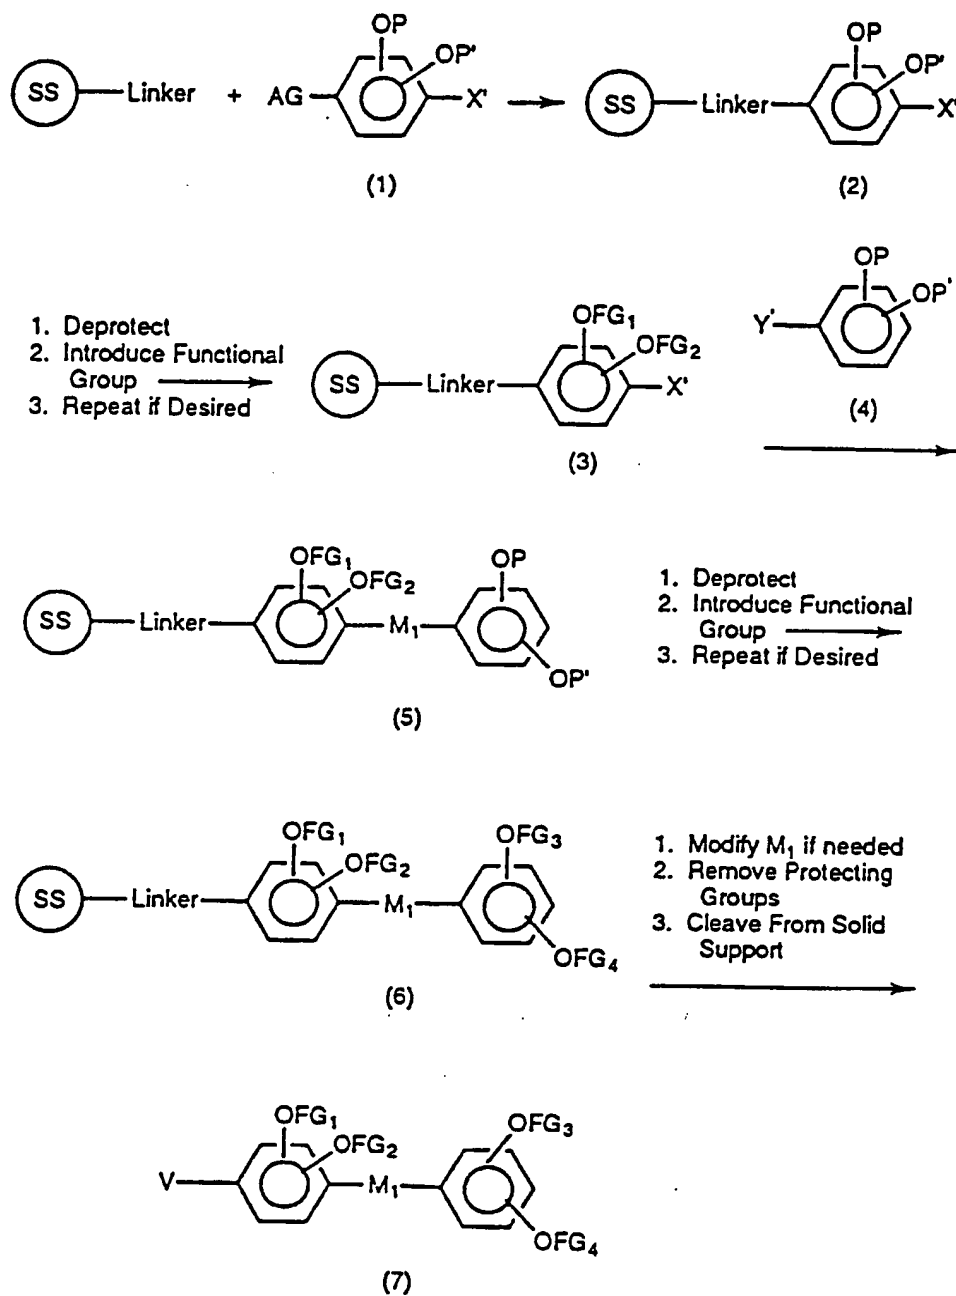 OP
OP'
SS Linker + AG X' SS Linker X'
OP
OP'
(1)
(2)
1. Deprotect
2. Introduce Functional
Group
3. Repeat if Desired
OFG1
OFG2
SS Linker X'
(3)
OP
OP'
Y'
(4)
OFG1
OFG2
SS Linker M1
OP
OP'
(5)
1. Deprotect
2. Introduce Functional
Group
3. Repeat if Desired
OFG1
OFG2
SS Linker M1
OFG3
OFG4
(6)
1. Modify M1 if needed
2. Remove Protecting
Groups
3. Cleave From Solid
Support
OFG1
OFG2
V M1
OFG3
OFG4
(7)